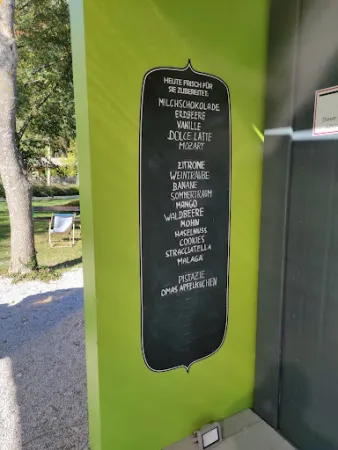 HEUTE FRISCH FÜR
SIE ZUBEREITET:
MILCHSCHOKOLADE
ERDBEERE
VANILLE
DOLCE LATTE
MOZART
ZITRONE
WEINTRAUBE
BANANE
SOMMERTRAUM
MANGO
WALDBEERE
MOHN
HASELNUSS
COOKIES
STRACCIATELLA
MALAGA
PISTAZIE
OMAS APFELKUCHEN